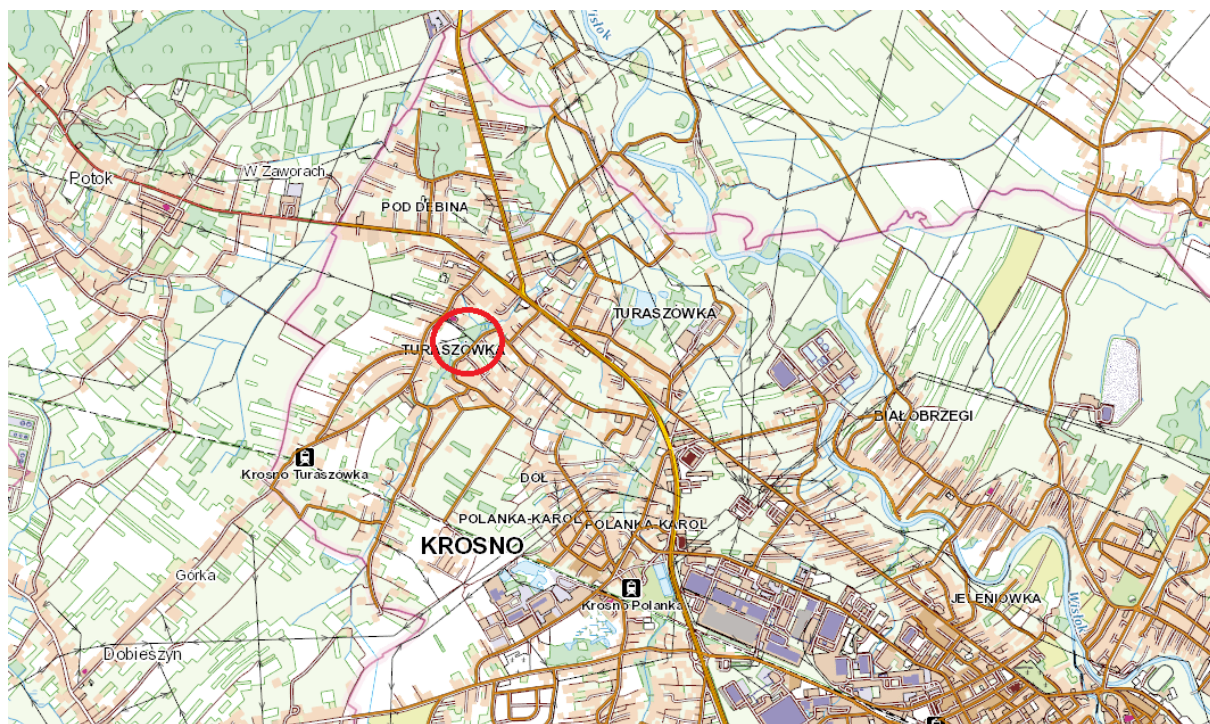 Wisłok
Potok
W Zaworach
POD DEBINA
TURASZÓWKA
TURASZÓWKA
BIAŁOBRZEGI
Krosno Turaszówka
DÓŁ
POLANKA-KAROL
POLANKA-KAROL
KROSNO
Górka
Krosno Polanka
JELENIÓWKA
Wisłok
Dobieszyn